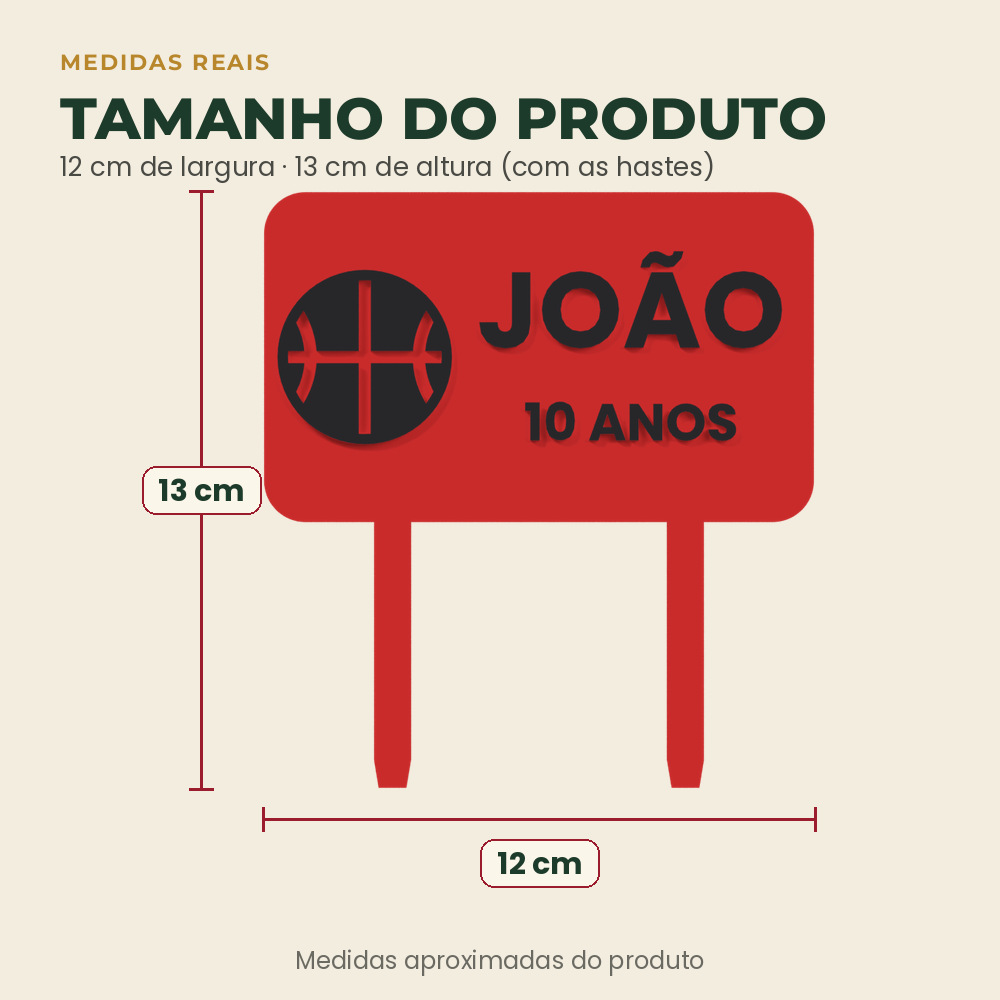 MEDIDAS REAIS
TAMANHO DO PRODUTO
12 cm de largura · 13 cm de altura (com as hastes)
JOÃO
10 ANOS
13 cm
12 cm
Medidas aproximadas do produto